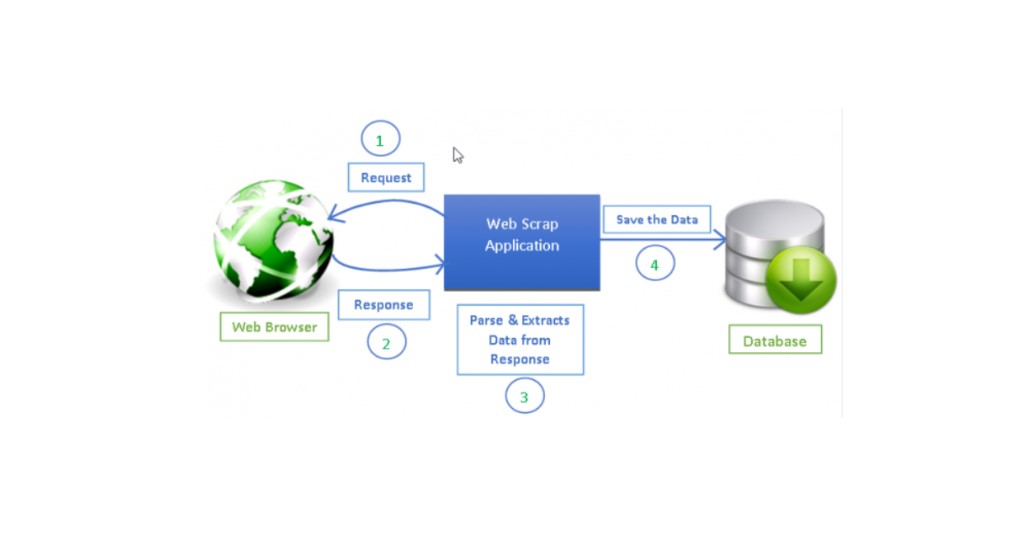 1
Request
Web Scrap
Application
Save the Data
4
Response
2
Web Browser
Parse & Extracts
Data from
Response
3
Database